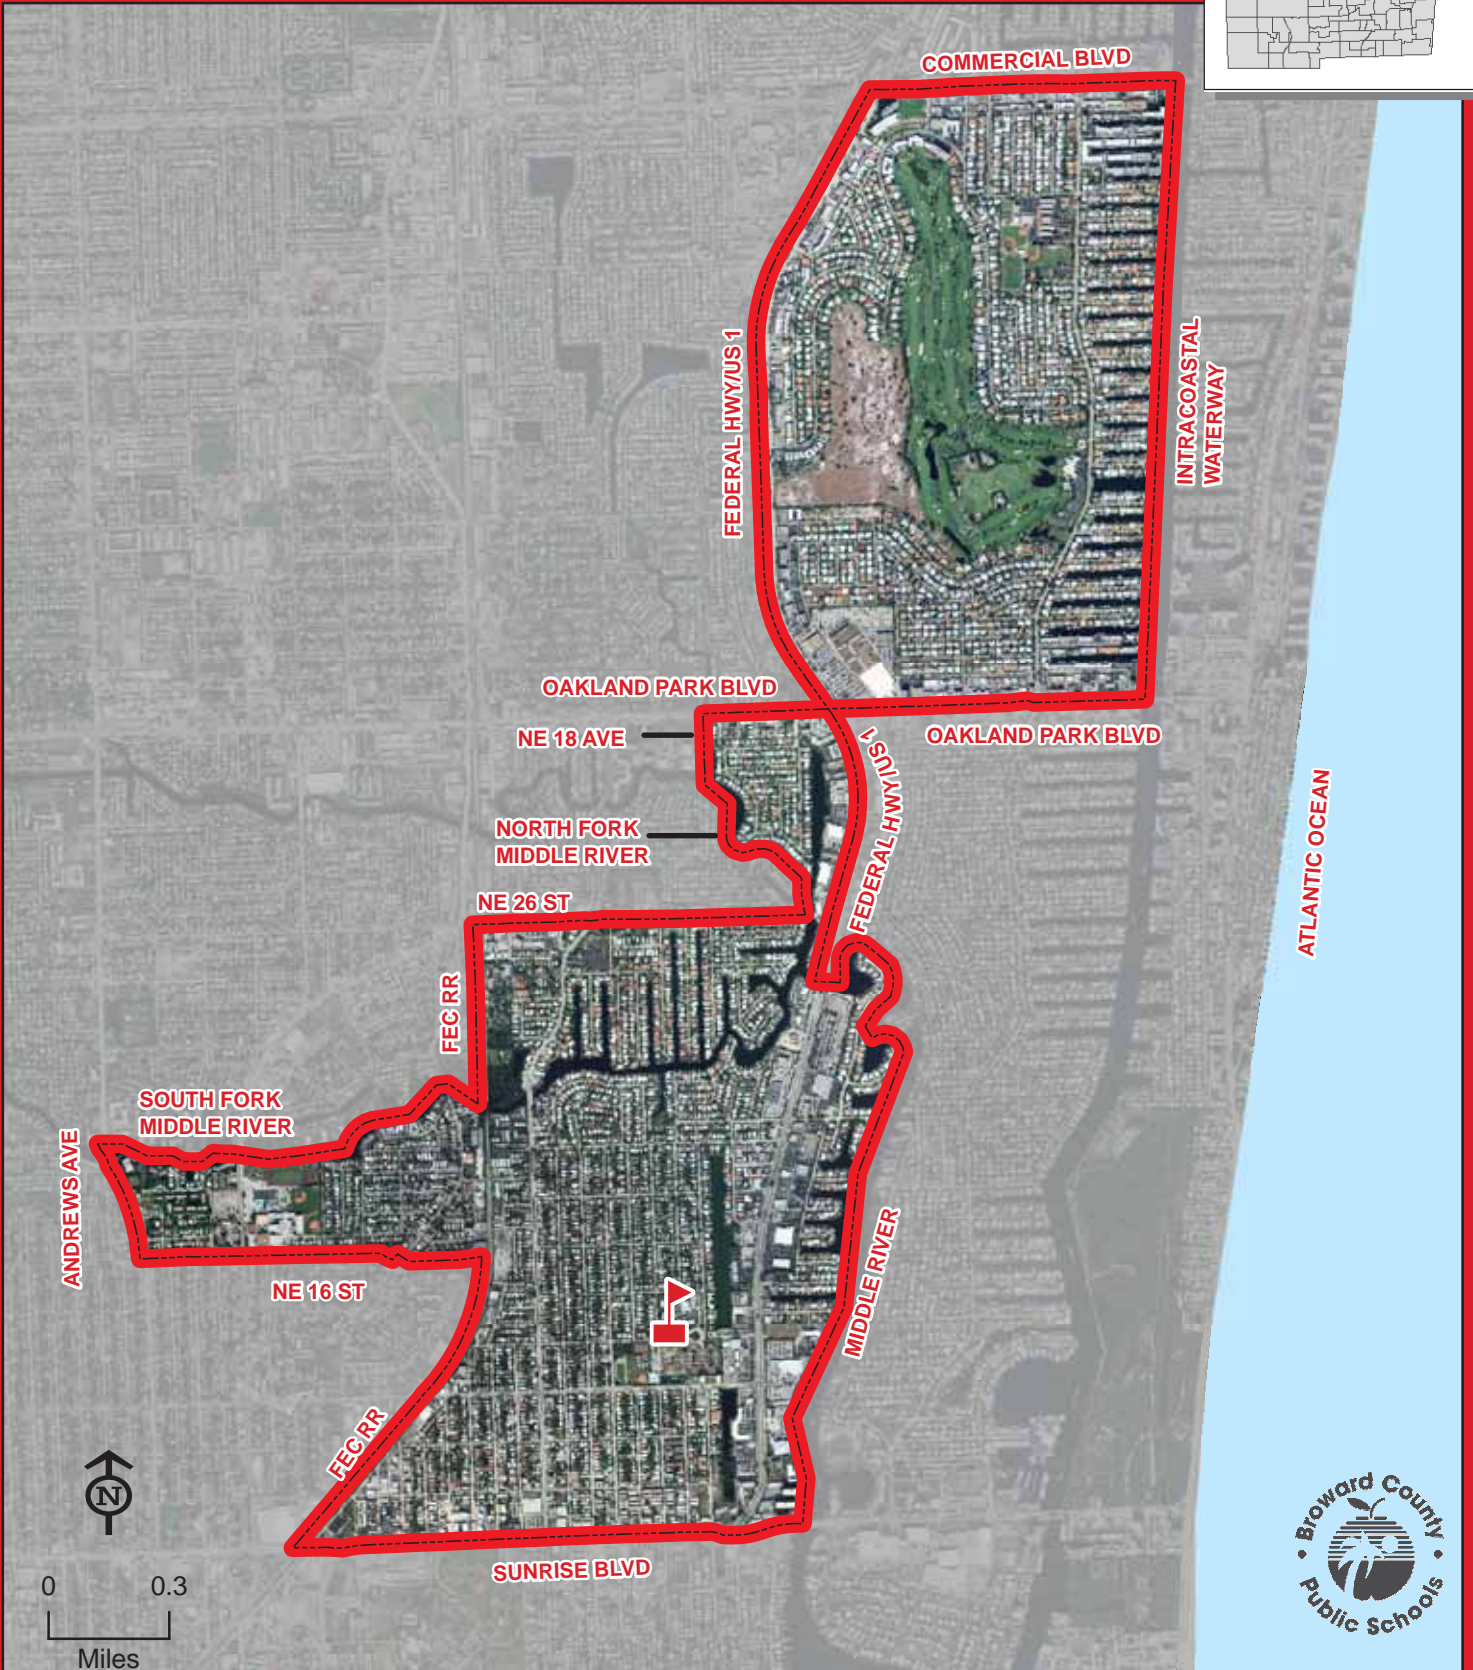 COMMERCIAL BLVD
FEDERAL HWY/US 1
INTRACOASTAL
WATERWAY
OAKLAND PARK BLVD
NE 18 AVE
OAKLAND PARK BLVD
FEDERAL HWY/US1
NORTH FORK
MIDDLE RIVER
ATLANTIC OCEAN
NE 26 ST
FEC RR
SOUTH FORK
MIDDLE RIVER
ANDREWS AVE
NE 16 ST
MIDDLE RIVER
FEC RR
N
SUNRISE BLVD
0 0.3
Miles
Broward County
Public Schools